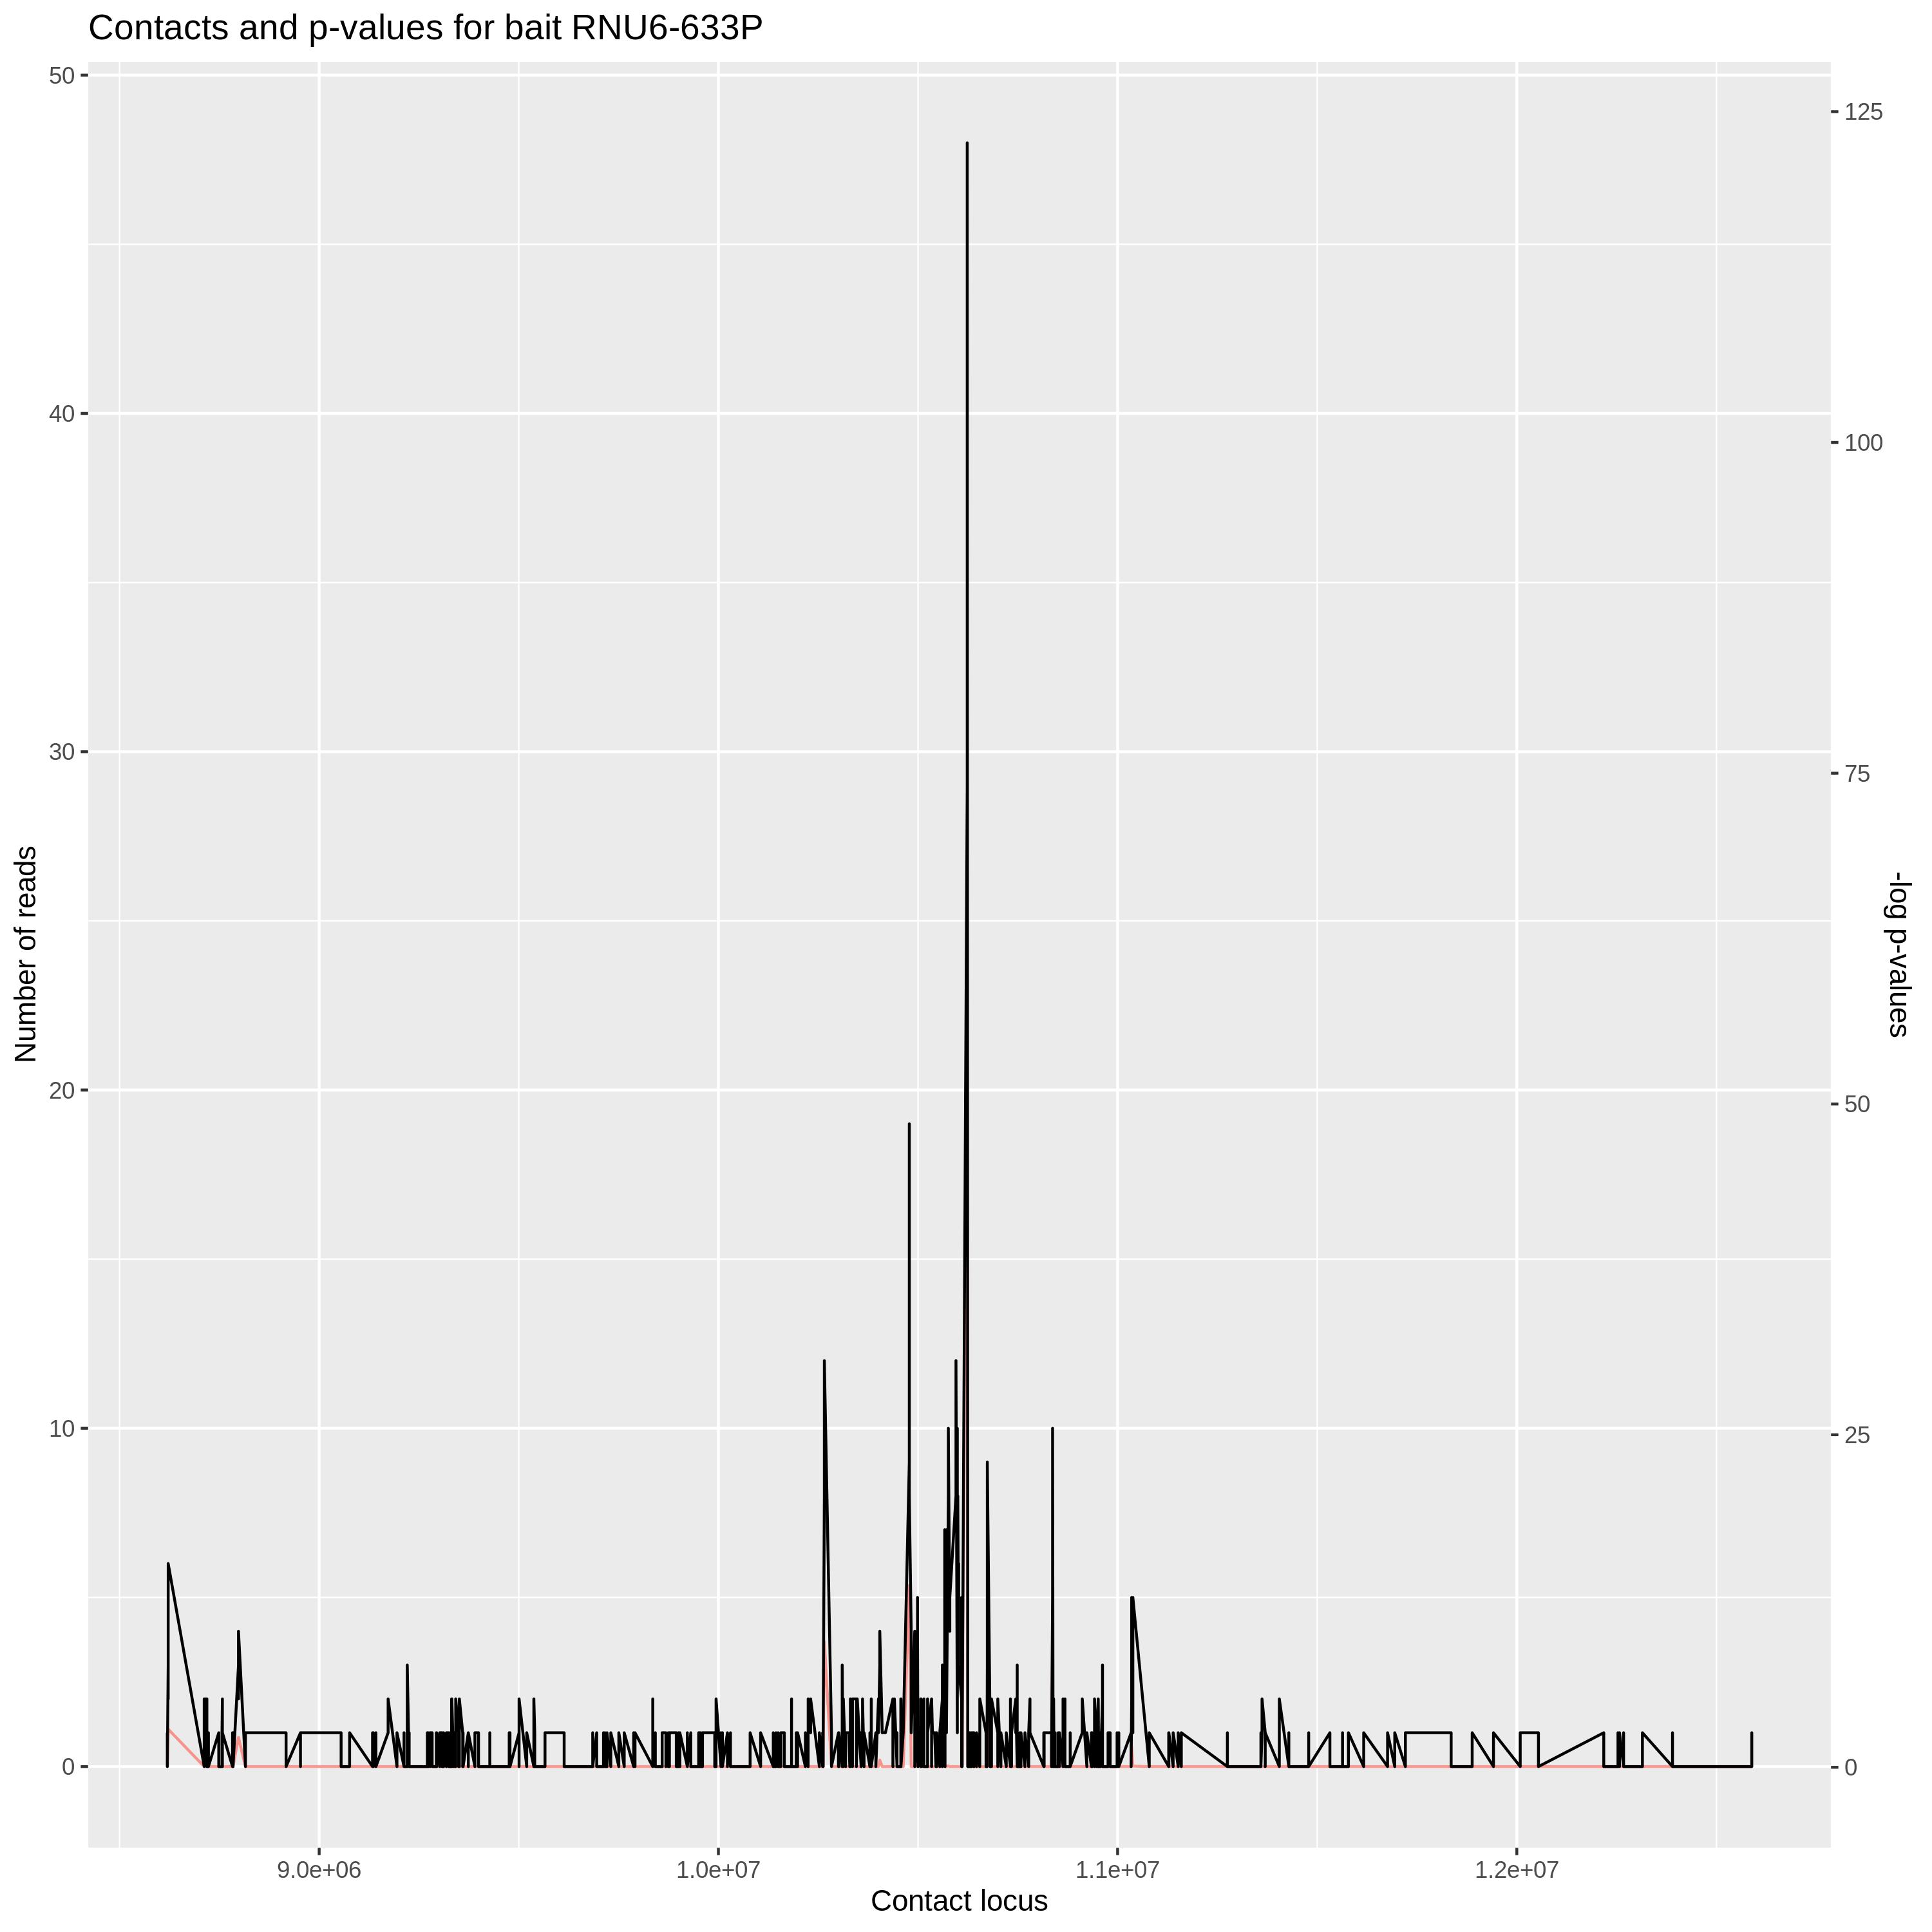 Contacts and p-values for bait RNU6-633P
50
40
30
20
10
0
125
100
75
50
25
0
Number of reads
-log p-values
9.0e+06
1.0e+07
1.1e+07
1.2e+07
Contact locus